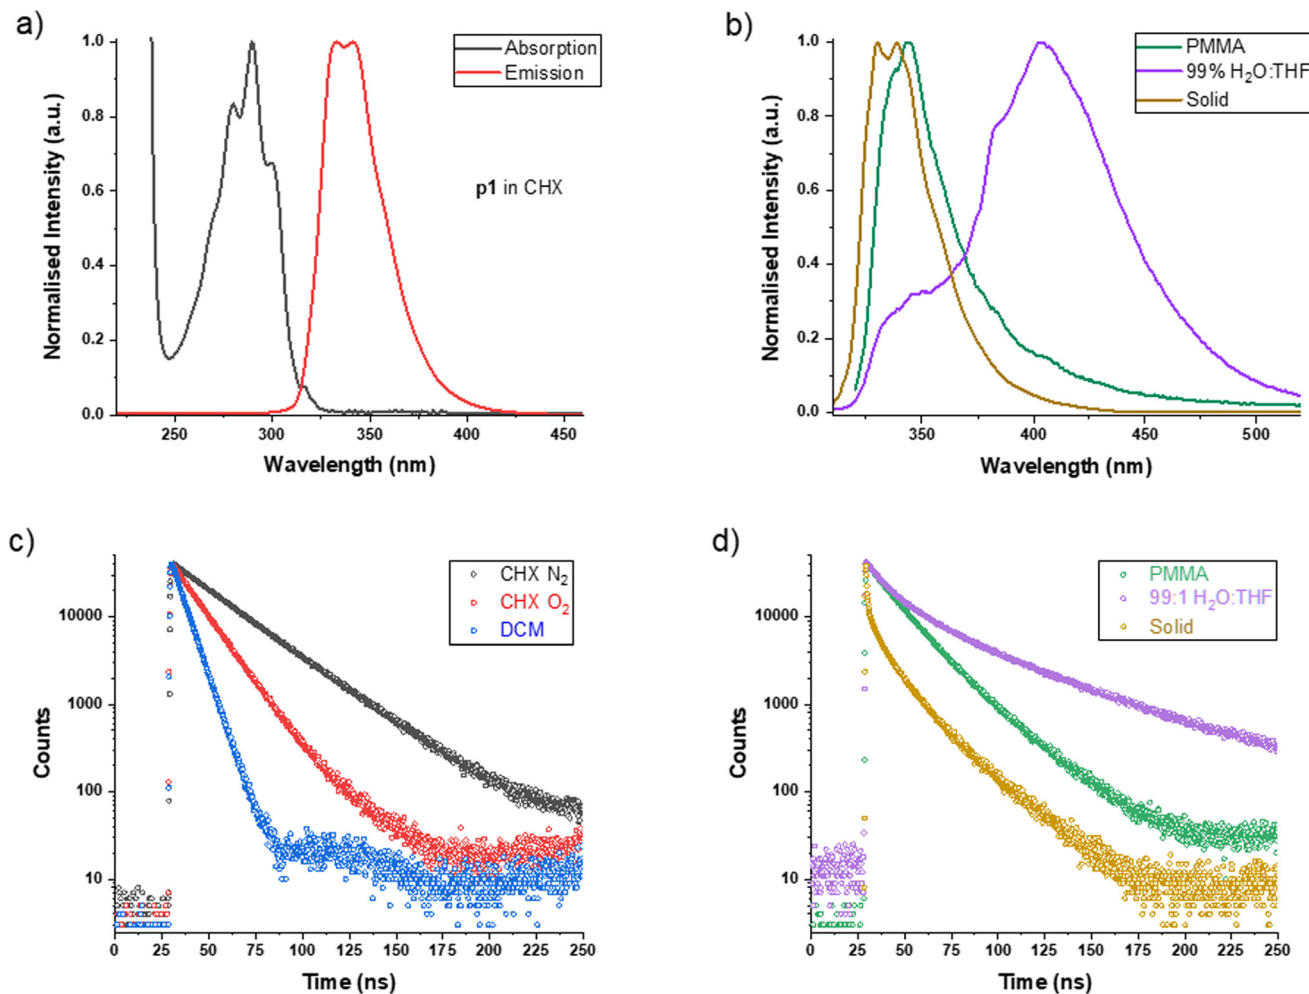 a)
Normalised Intensity (a.u.)
1.0
0.8
0.6
0.4
0.2
0.0
Absorption
Emission
p1 in CHX
250
300
350
400
450
Wavelength (nm)
b)
Normalised Intensity (a.u.)
1.0
0.8
0.6
0.4
0.2
0.0
PMMA
99% H₂O:THF
Solid
350
400
450
500
Wavelength (nm)
c)
Counts
10000
1000
100
10
CHX N₂
CHX O₂
DCM
0
25
50
75
100
125
150
175
200
225
250
Time (ns)
d)
Counts
10000
1000
100
10
PMMA
99:1 H₂O:THF
Solid
0
25
50
75
100
125
150
175
200
225
250
Time (ns)